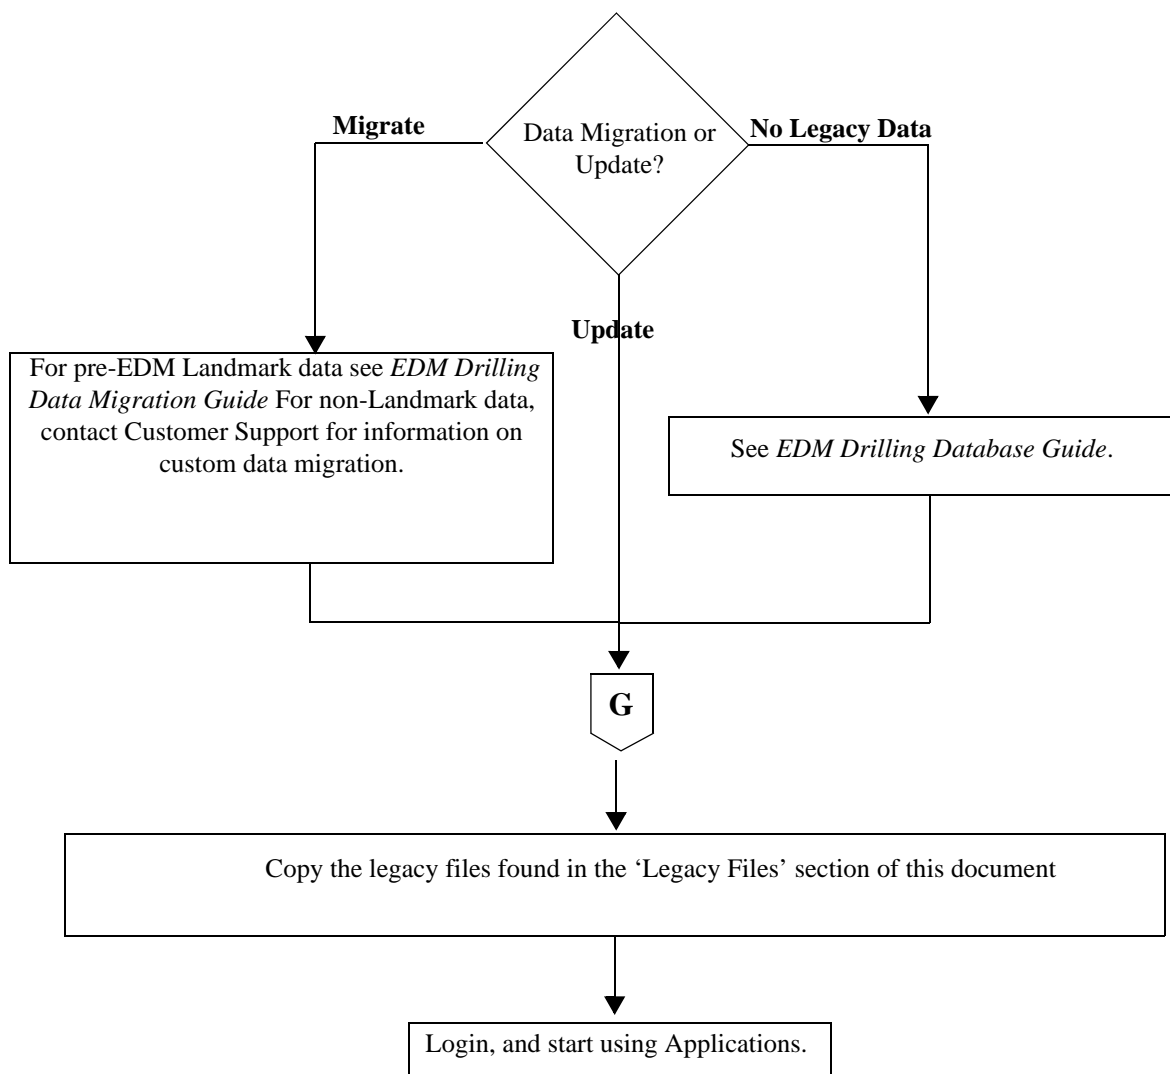 Migrate
Data Migration or
Update?
No Legacy Data
Update
For pre-EDM Landmark data see EDM Drilling
Data Migration Guide For non-Landmark data,
contact Customer Support for information on
custom data migration.
See EDM Drilling Database Guide.
G
Copy the legacy files found in the ‘Legacy Files’ section of this document
Login, and start using Applications.